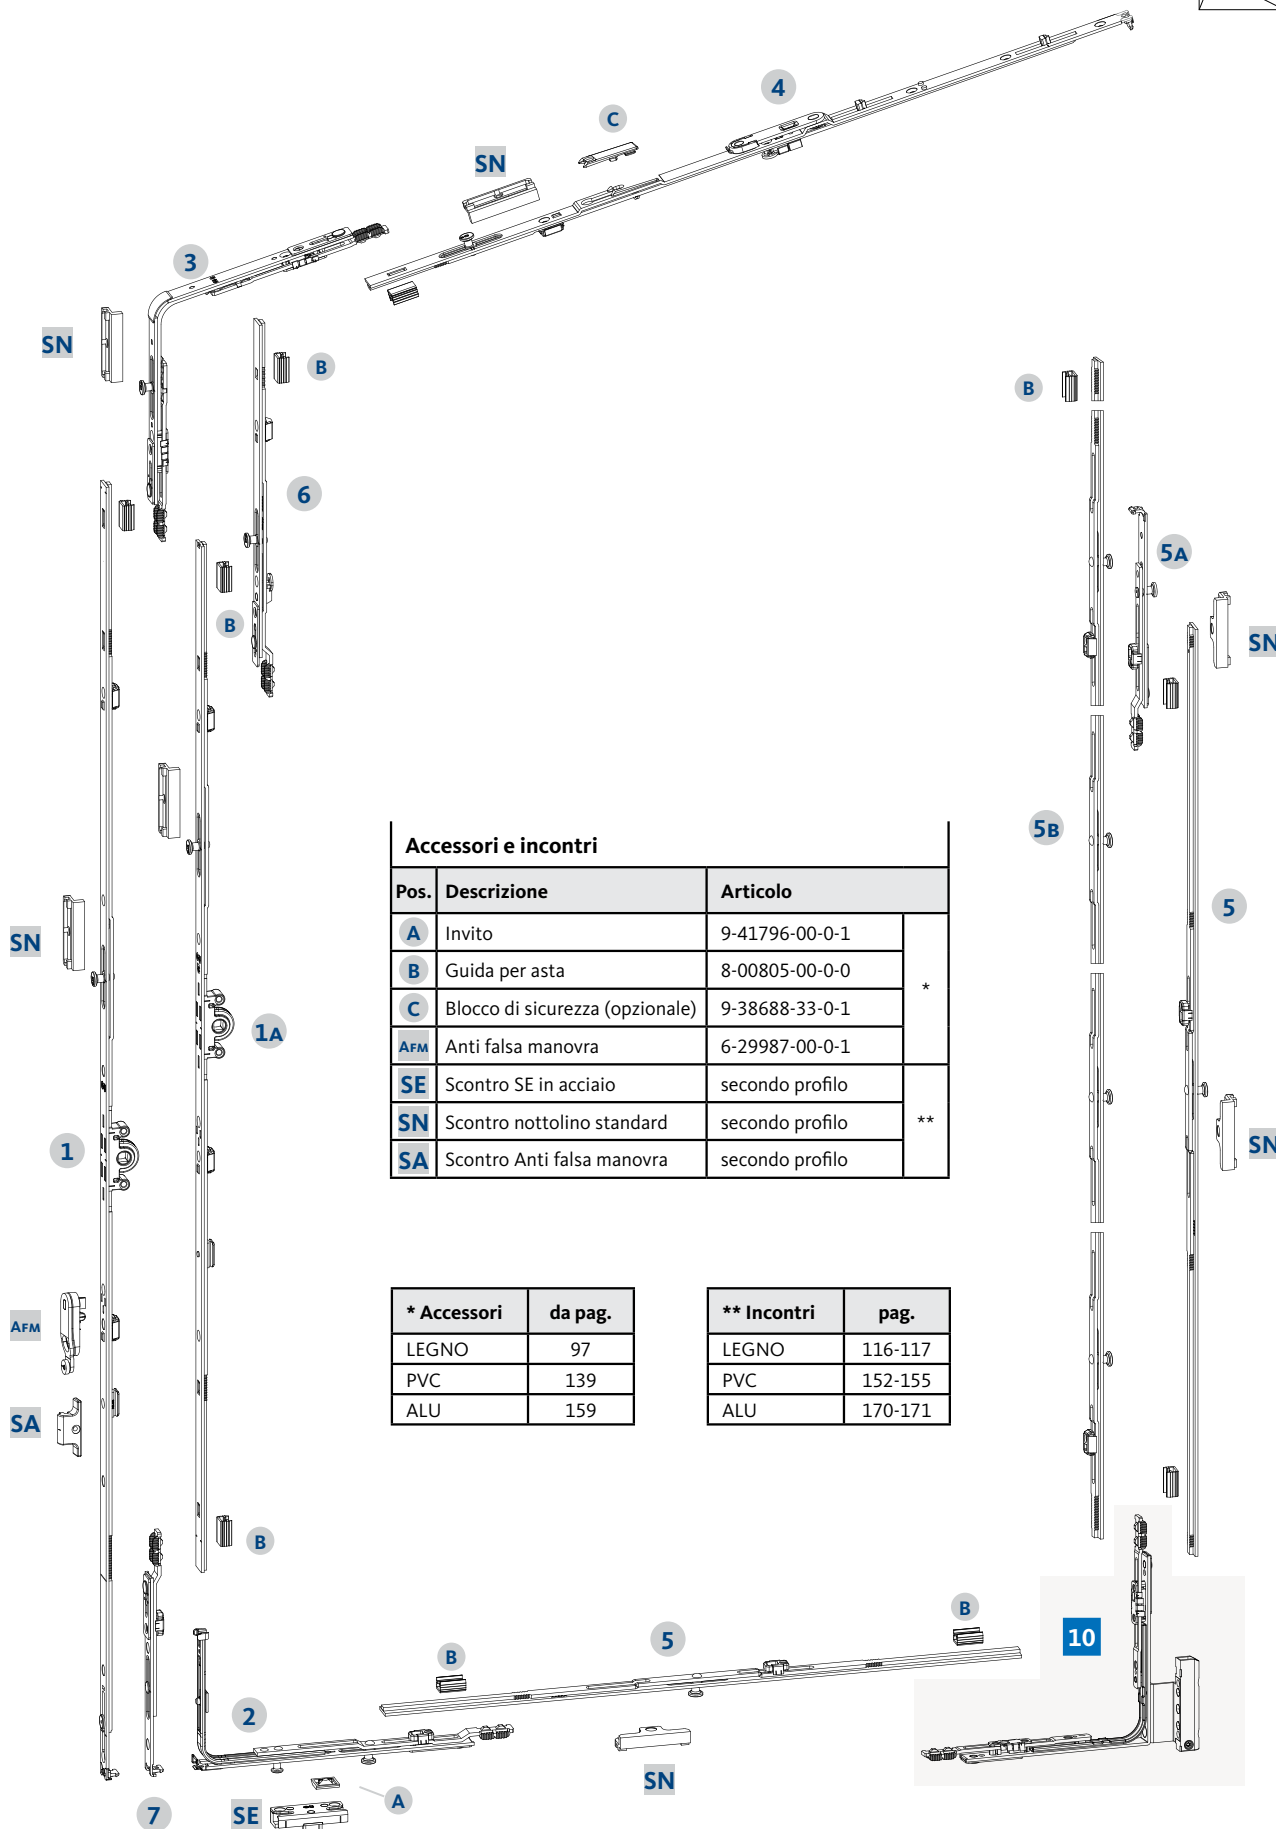 4
C
SN
3
SN
B
B
6
5A
B
SN
5B
Accessori e incontri
Pos. Descrizione Articolo
A Invito 9-41796-00-0-1
B Guida per asta 8-00805-00-0-0
*
C Blocco di sicurezza (opzionale) 9-38688-33-0-1
AFM Anti falsa manovra 6-29987-00-0-1
SE Scontro SE in acciaio secondo profilo
SN Scontro nottolino standard secondo profilo **
SA Scontro Anti falsa manovra secondo profilo
5
SN
1A
1
SN
* Accessori da pag.
LEGNO 97
PVC 139
ALU 159
** Incontri pag.
LEGNO 116-117
PVC 152-155
ALU 170-171
AFM
SA
B
B
10
5
B
2
SN
A
7
SE